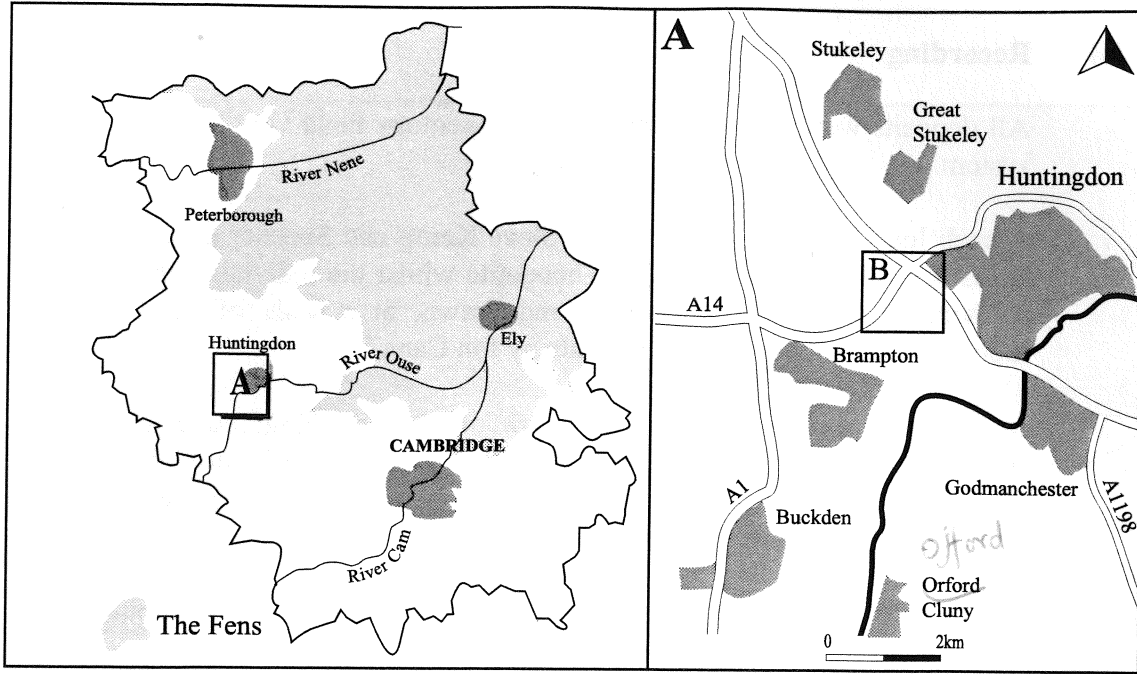 River Nene
Peterborough
Huntingdon
A
River Ouse
Ely
CAMBRIDGE
River Cam
The Fens
A
Stukeley
Great
Stukeley
Huntingdon
B
A14
Brampton
A1
Buckden
Godmanchester
A1198
Offord
Orford
Cluny
0 2km